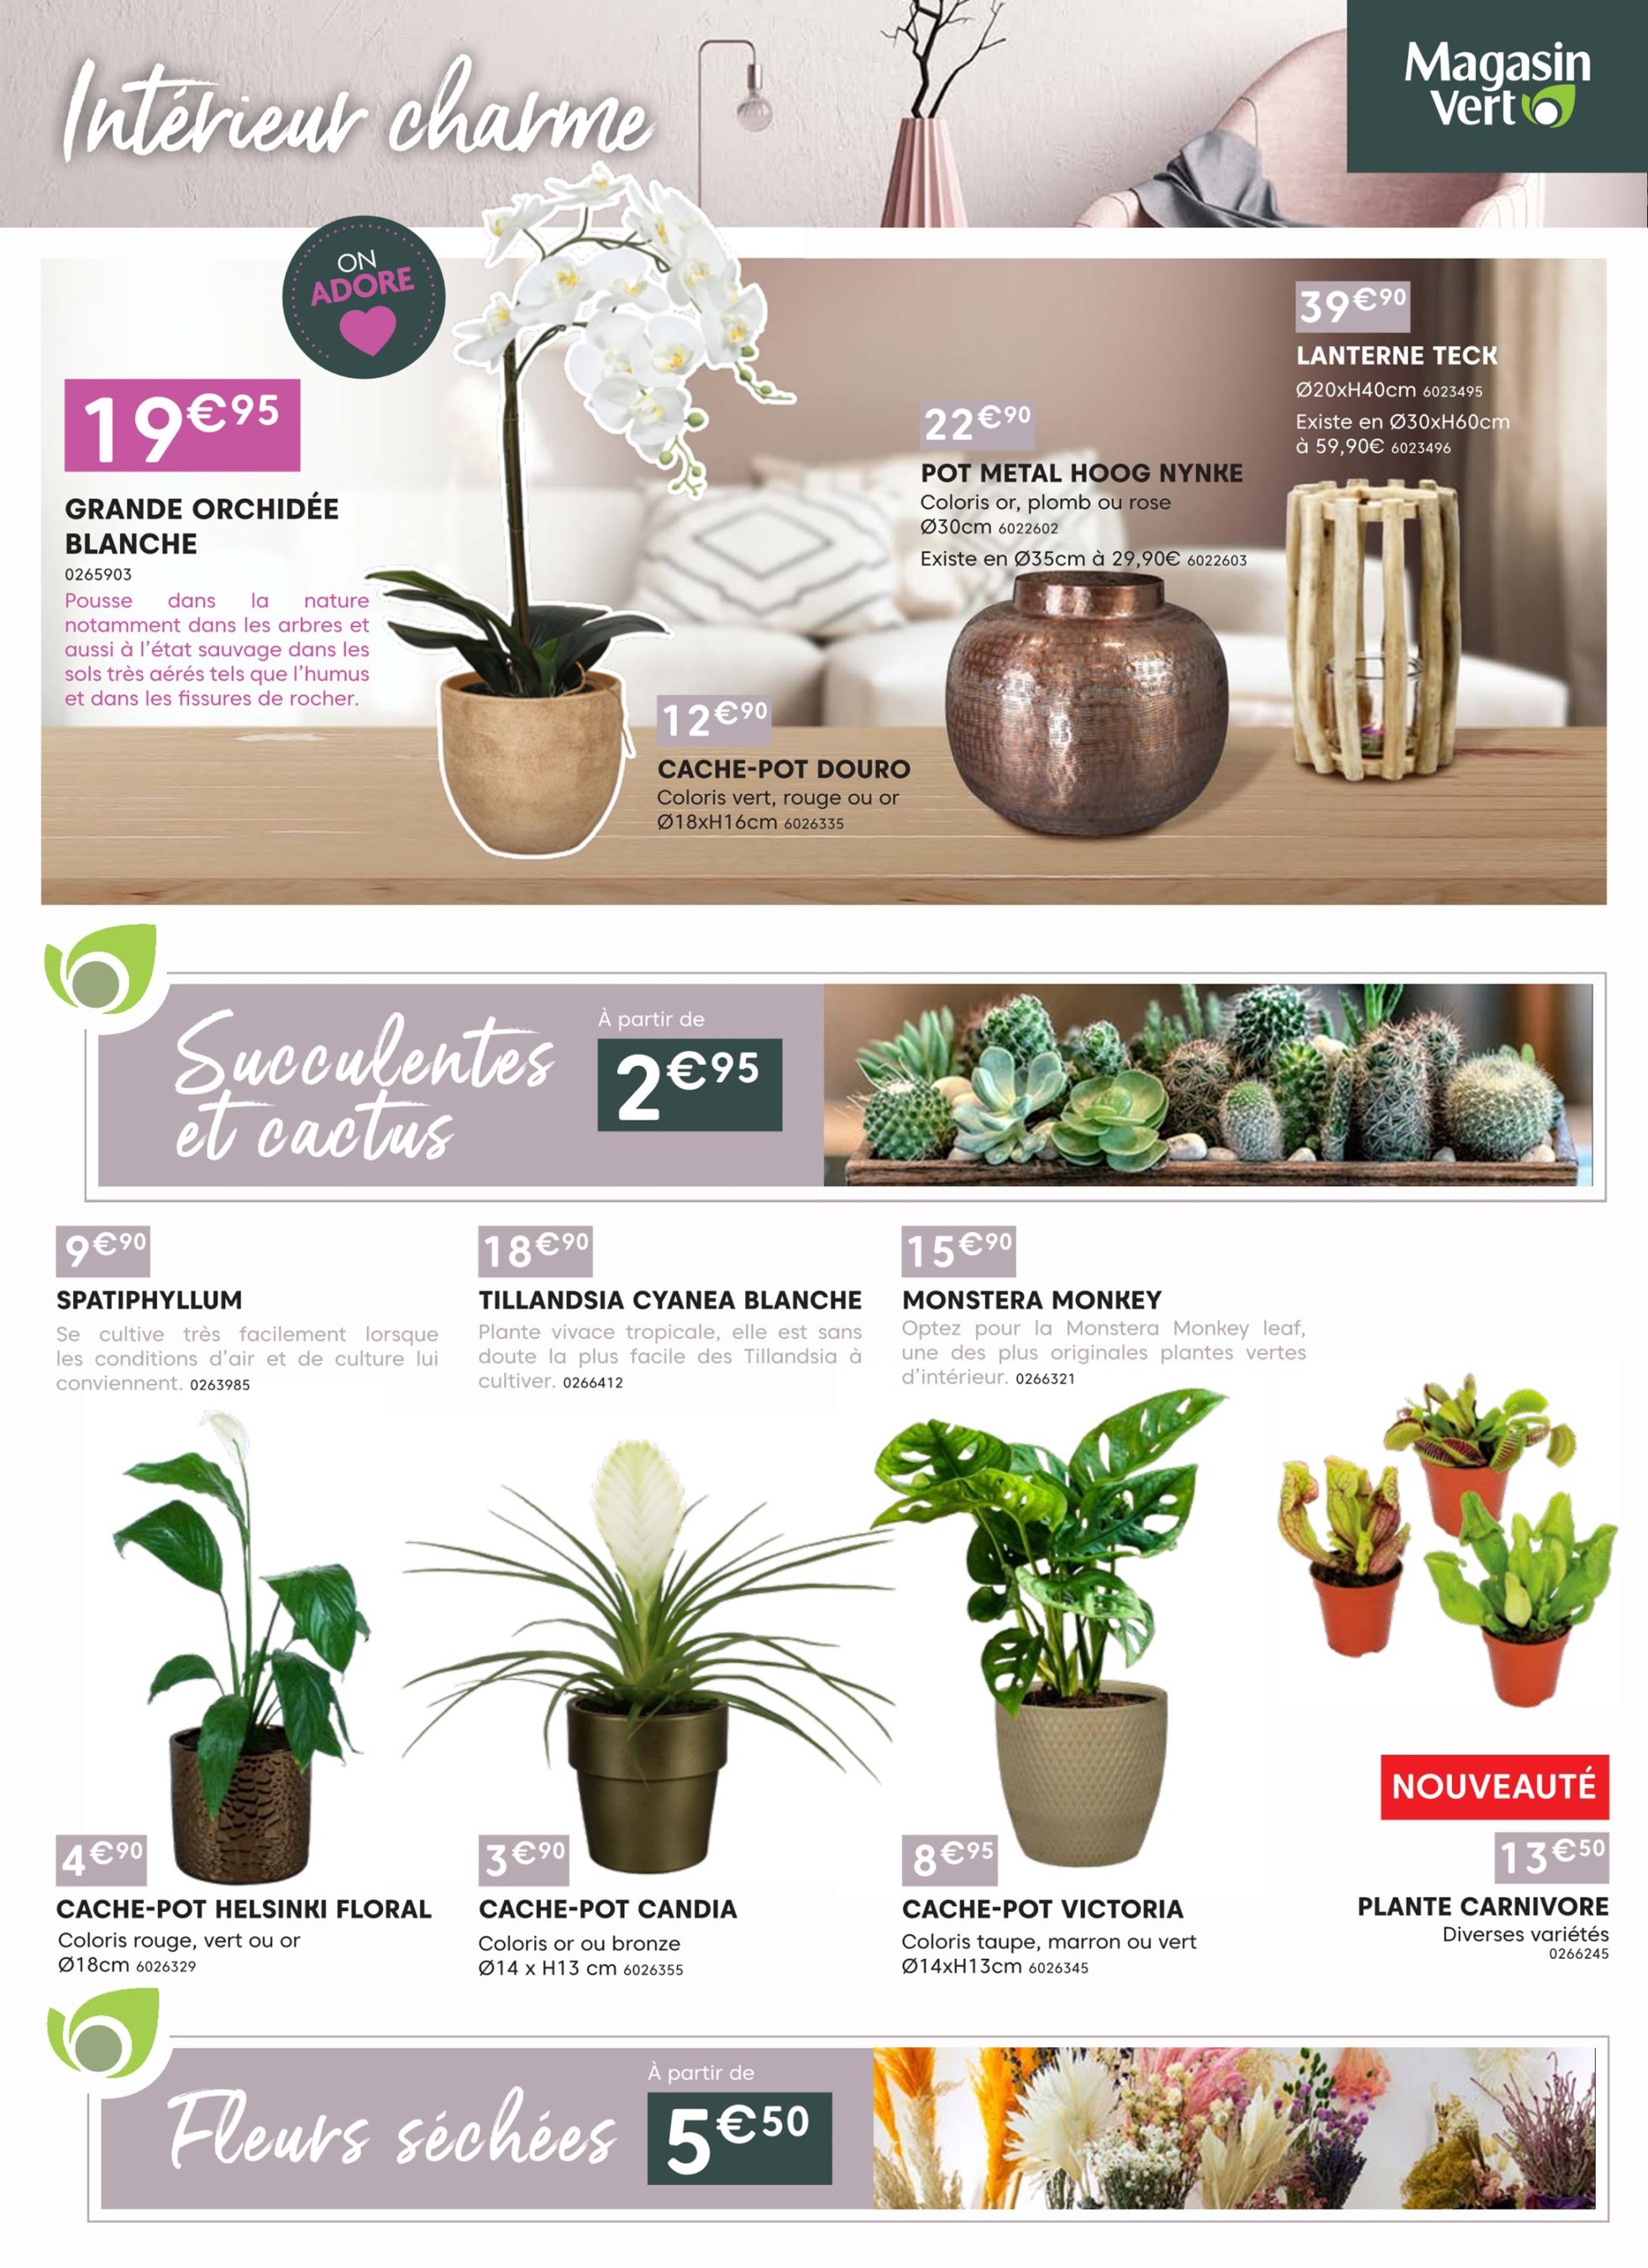 Intérieur charme
Magasin
Vert
ON
ADORE
19€95
GRANDE ORCHIDÉE
BLANCHE
0265903
Pousse dans la nature
notamment dans les arbres et
aussi à l'état sauvage dans les
sols très aérés tels que l'humus
et dans les fissures de rocher.
12€90
CACHE-POT DOURO
Coloris vert, rouge ou or
Ø18xH16cm 6026335
22€90
POT METAL HOOG NYNKE
Coloris or, plomb ou rose
Ø30cm 6022602
Existe en Ø35cm à 29,90€ 6022603
39€90
LANTERNE TECK
Ø20xH40cm 6023495
Existe en Ø30xH60cm
à 59,90€ 6023496
Succulentes
et cactus
À partir de
2€95
9€90
SPATIPHYLLUM
Se cultive très facilement lorsque
les conditions d'air et de culture lui
conviennent. 0263985
18€90
TILLANDSIA CYANEA BLANCHE
Plante vivace tropicale, elle est sans
doute la plus facile des Tillandsia à
cultiver. 0266412
15€90
MONSTERA MONKEY
Optez pour la Monstera Monkey leaf,
une des plus originales plantes vertes
d'intérieur. 0266321
4€90
CACHE-POT HELSINKI FLORAL
Coloris rouge, vert ou or
Ø18cm 6026329
3€90
CACHE-POT CANDIA
Coloris or ou bronze
Ø14 x H13 cm 6026355
8€95
CACHE-POT VICTORIA
Coloris taupe, marron ou vert
Ø14xH13cm 6026345
NOUVEAUTÉ
13€50
PLANTE CARNIVORE
Diverses variétés
0266245
Fleurs séchées
À partir de
5€50